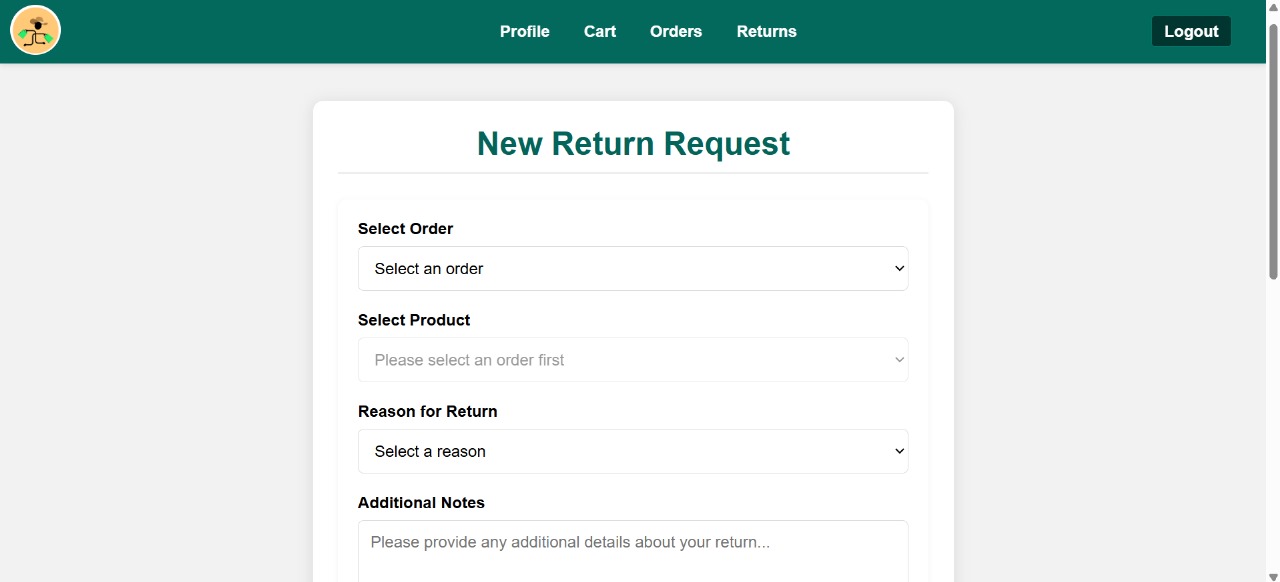 Profile Cart Orders Returns Logout
New Return Request
Select Order
Select an order
Select Product
Please select an order first
Reason for Return
Select a reason
Additional Notes
Please provide any additional details about your return...